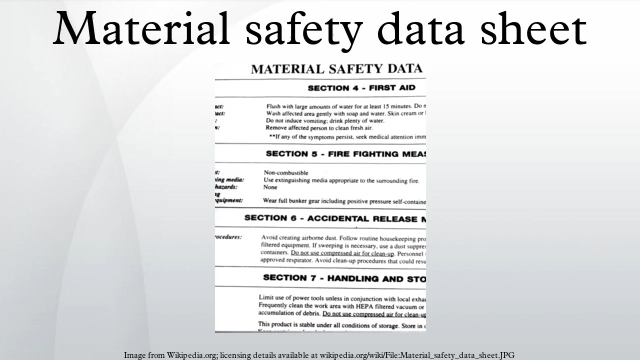 Material safety data sheet
MATERIAL SAFETY DATA
SECTION 4 - FIRST AID
Flush with large amounts of water for at least 15 minutes. Do
Wash affected area gently with soap and water. Skin cream or
Do not induce vomiting; drink plenty of water.
Remove affected person to clean fresh air.
**If any of the symptoms persist, seek medical attention
SECTION 5 - FIRE FIGHTING MEA
Non-combustible
ing media: Use extinguishing media appropriate to the surrounding fire.
hazards: None
quipment: Wear full bunker gear including positive pressure
SECTION 6 - ACCIDENTAL RELEASE M
rocedures: Avoid creating airborne dust. Follow routine housekeeping
filtered equipment. If sweeping is necessary, use a dust
containers. Do not use compressed air for clean-up. Personnel
approved respirator. Avoid clean-up procedures that could
SECTION 7 - HANDLING AND STO
Limit use of power tools unless in conjunction with local
Frequently clean the work area with HEPA filtered vacuum or
accumulation of debris. Do not use compressed air for clean-up
This product is stable under all conditions of storage. Store in
Image from Wikipedia.org; licensing details available at wikipedia.org/wiki/File:Material_safety_data_sheet.JPG